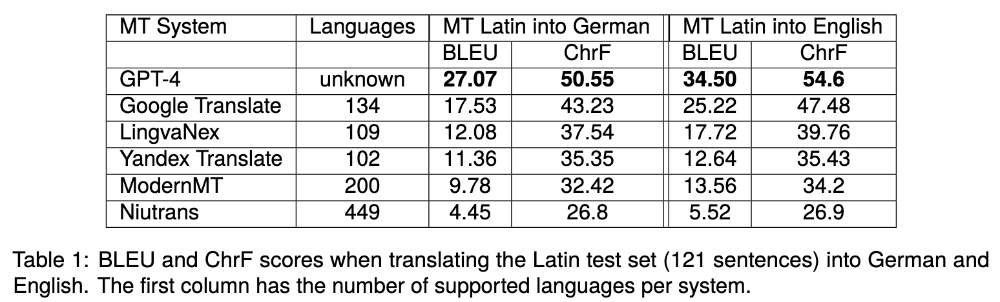 MT System Languages MT Latin into German MT Latin into English
BLEU ChrF BLEU ChrF
GPT-4 unknown 27.07 50.55 34.50 54.6
Google Translate 134 17.53 43.23 25.22 47.48
LingvaNex 109 12.08 37.54 17.72 39.76
Yandex Translate 102 11.36 35.35 12.64 35.43
ModernMT 200 9.78 32.42 13.56 34.2
Niutrans 449 4.45 26.8 5.52 26.9
Table 1: BLEU and ChrF scores when translating the Latin test set (121 sentences) into German and
English. The first column has the number of supported languages per system.